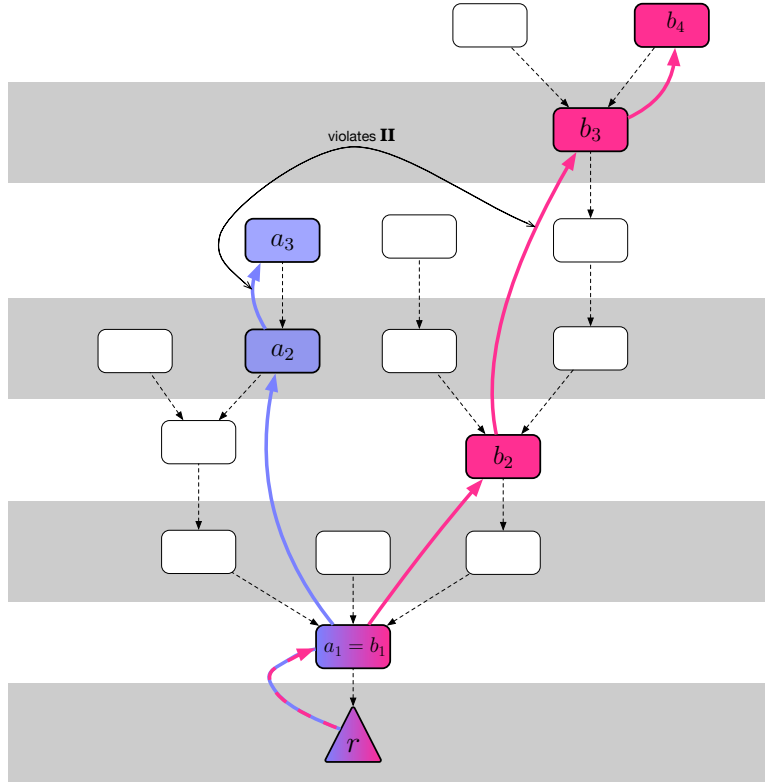 b₄
b₃
violates II
a₃
a₂
b₂
a₁ = b₁
r